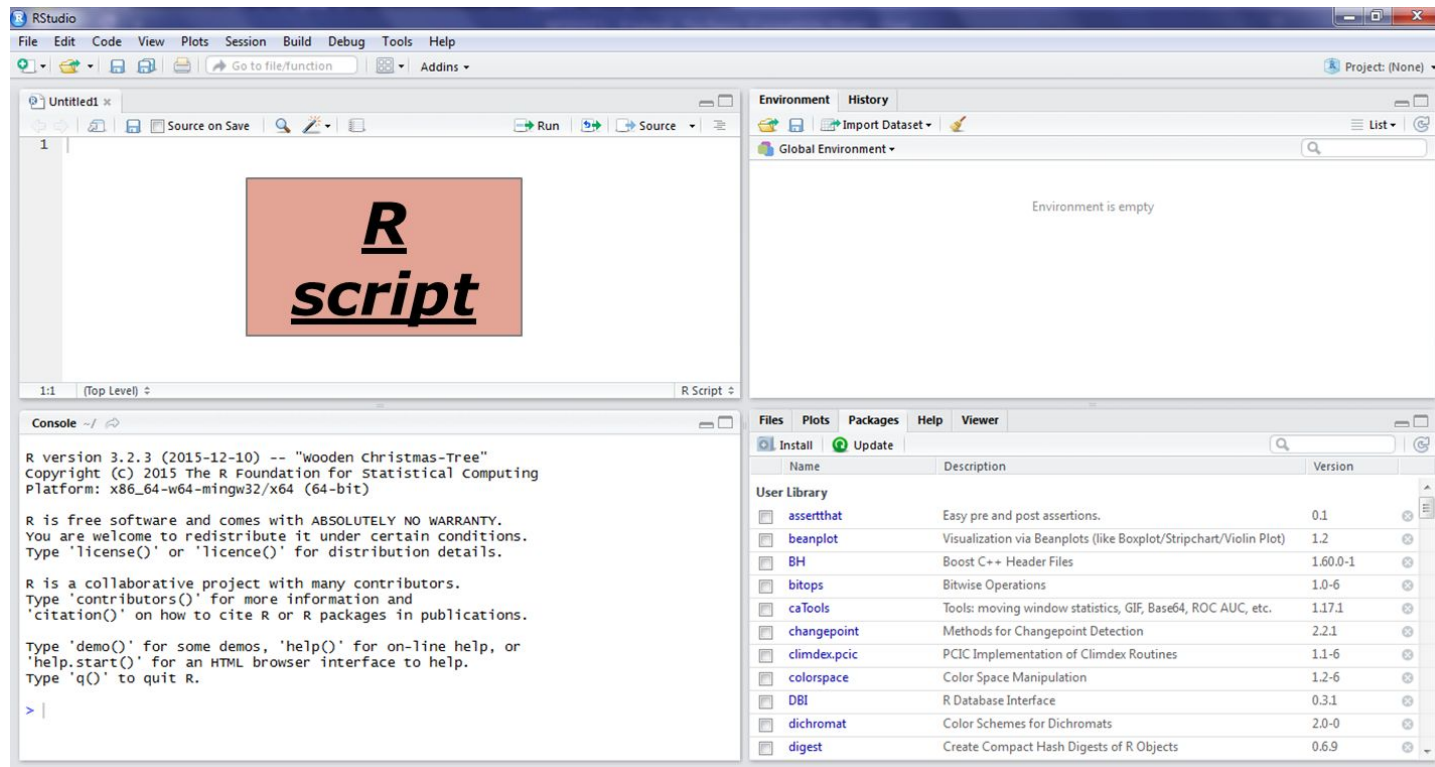 RStudio
File Edit Code View Plots Session Build Debug Tools Help
Go to file/function Addins Project: (None)
Untitled1
Source on Save Run Source
1
R
script
1:1 (Top Level) R Script
Console ~/
R version 3.2.3 (2015-12-10) -- "Wooden Christmas-Tree"
Copyright (C) 2015 The R Foundation for Statistical Computing
Platform: x86_64-w64-mingw32/x64 (64-bit)
R is free software and comes with ABSOLUTELY NO WARRANTY.
You are welcome to redistribute it under certain conditions.
Type 'license()' or 'licence()' for distribution details.
R is a collaborative project with many contributors.
Type 'contributors()' for more information and
'citation()' on how to cite R or R packages in publications.
Type 'demo()' for some demos, 'help()' for on-line help, or
'help.start()' for an HTML browser interface to help.
Type 'q()' to quit R.
>
Environment History
Import Dataset List
Global Environment
Environment is empty
Files Plots Packages Help Viewer
Install Update
Name Description Version
User Library
assertthat Easy pre and post assertions. 0.1
beanplot Visualization via Beanplots (like Boxplot/Stripchart/Violin Plot) 1.2
BH Boost C++ Header Files 1.60.0-1
bitops Bitwise Operations 1.0-6
caTools Tools: moving window statistics, GIF, Base64, ROC AUC, etc. 1.17.1
changepoint Methods for Changepoint Detection 2.2.1
climdex.pcic PCIC Implementation of Climdex Routines 1.1-6
colorspace Color Space Manipulation 1.2-6
DBI R Database Interface 0.3.1
dichromat Color Schemes for Dichromats 2.0-0
digest Create Compact Hash Digests of R Objects 0.6.9